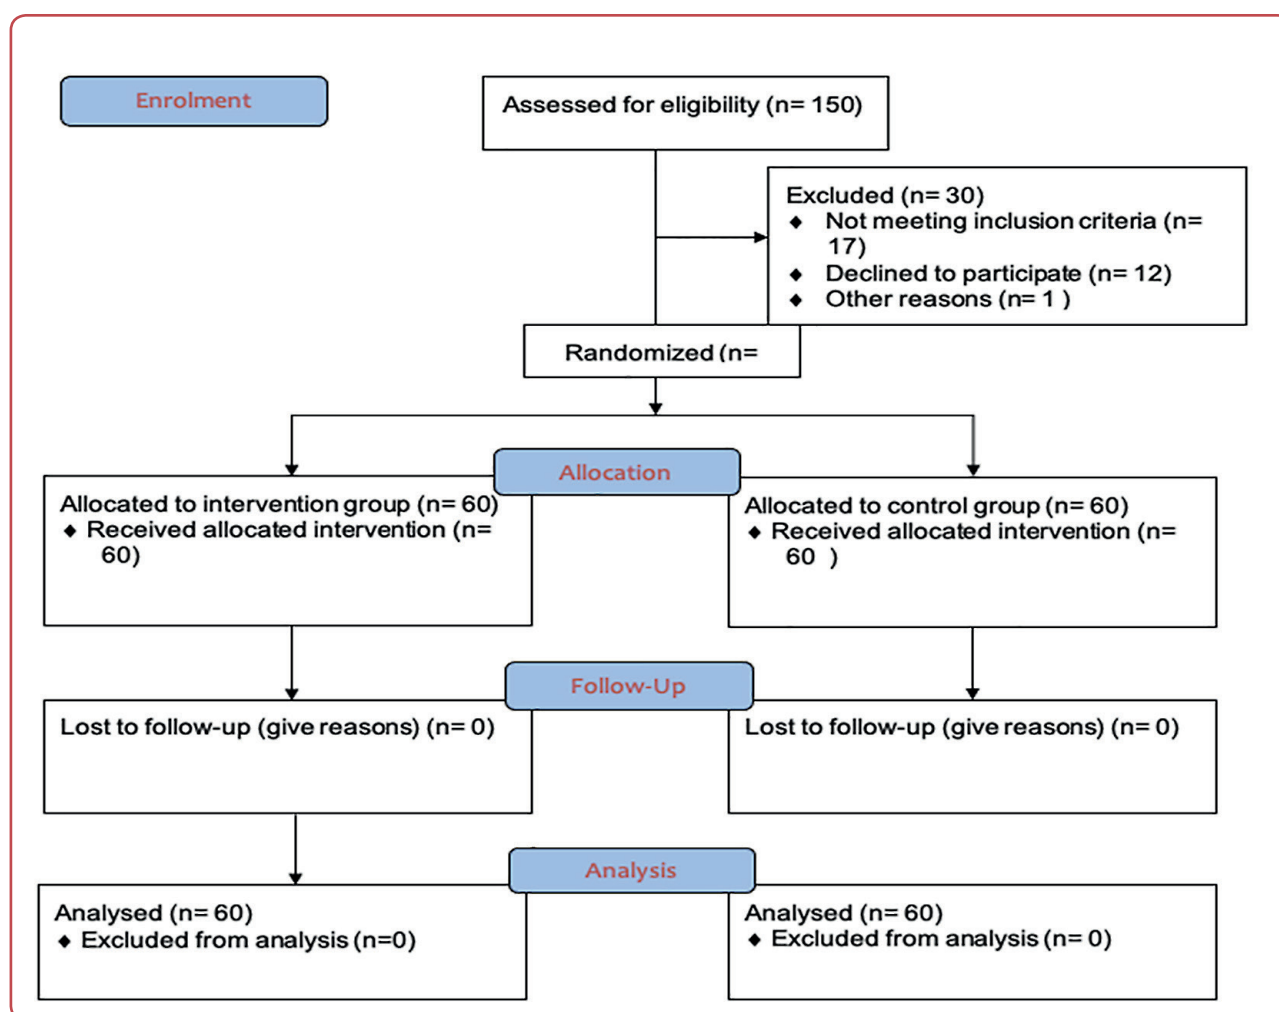 Enrolment
Assessed for eligibility (n= 150)
Excluded (n= 30)
◆ Not meeting inclusion criteria (n=
17)
◆ Declined to participate (n= 12)
◆ Other reasons (n= 1 )
Randomized (n=
Allocation
Allocated to intervention group (n= 60)
◆ Received allocated intervention (n=
60)
Allocated to control group (n= 60)
◆ Received allocated intervention (n=
60 )
Follow-Up
Lost to follow-up (give reasons) (n= 0)
Lost to follow-up (give reasons) (n= 0)
Analysis
Analysed (n= 60)
◆ Excluded from analysis (n=0)
Analysed (n= 60)
◆ Excluded from analysis (n= 0)